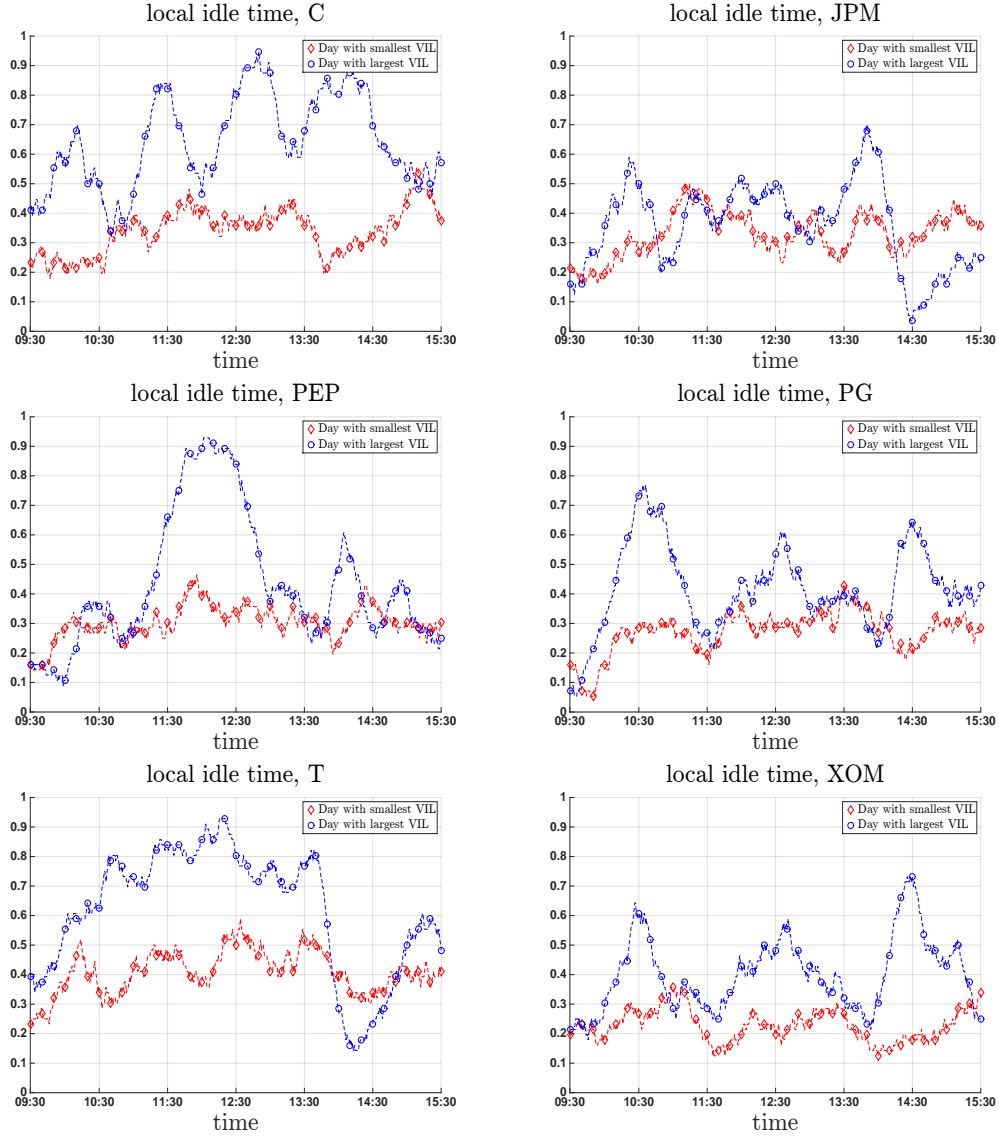 local idle time, C
Day with smallest VIL
Day with largest VIL
1
0.9
0.8
0.7
0.6
0.5
0.4
0.3
0.2
0.1
0
09:30 10:30 11:30 12:30 13:30 14:30 15:30
time
local idle time, JPM
Day with smallest VIL
Day with largest VIL
1
0.9
0.8
0.7
0.6
0.5
0.4
0.3
0.2
0.1
0
09:30 10:30 11:30 12:30 13:30 14:30 15:30
time
local idle time, PEP
Day with smallest VIL
Day with largest VIL
1
0.9
0.8
0.7
0.6
0.5
0.4
0.3
0.2
0.1
0
09:30 10:30 11:30 12:30 13:30 14:30 15:30
time
local idle time, PG
Day with smallest VIL
Day with largest VIL
1
0.9
0.8
0.7
0.6
0.5
0.4
0.3
0.2
0.1
0
09:30 10:30 11:30 12:30 13:30 14:30 15:30
time
local idle time, T
Day with smallest VIL
Day with largest VIL
1
0.9
0.8
0.7
0.6
0.5
0.4
0.3
0.2
0.1
0
09:30 10:30 11:30 12:30 13:30 14:30 15:30
time
local idle time, XOM
Day with smallest VIL
Day with largest VIL
1
0.9
0.8
0.7
0.6
0.5
0.4
0.3
0.2
0.1
0
09:30 10:30 11:30 12:30 13:30 14:30 15:30
time